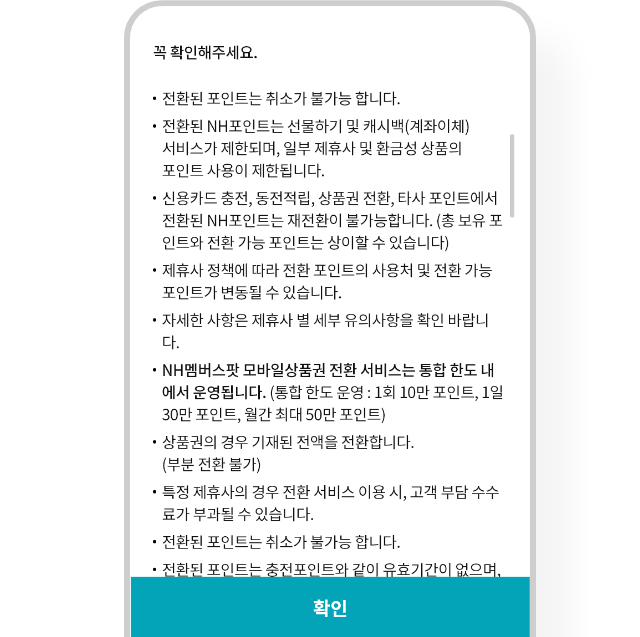 꼭 확인해주세요.
• 전환된 포인트는 취소가 불가능 합니다.
• 전환된 NH포인트는 선물하기 및 캐시백(계좌이체)
서비스가 제한되며, 일부 제휴사 및 환금성 상품의
포인트 사용이 제한됩니다.
• 신용카드 충전, 동전적립, 상품권 전환, 타사 포인트에서
전환된 NH포인트는 재전환이 불가능합니다. (총 보유 포
인트와 전환 가능 포인트는 상이할 수 있습니다)
• 제휴사 정책에 따라 전환 포인트의 사용처 및 전환 가능
포인트가 변동될 수 있습니다.
• 자세한 사항은 제휴사 별 세부 유의사항을 확인 바랍니
다.
• NH멤버스팟 모바일상품권 전환 서비스는 통합 한도 내
에서 운영됩니다. (통합 한도 운영 : 1회 10만 포인트, 1일
30만 포인트, 월간 최대 50만 포인트)
• 상품권의 경우 기재된 전액을 전환합니다.
(부분 전환 불가)
• 특정 제휴사의 경우 전환 서비스 이용 시, 고객 부담 수수
료가 부과될 수 있습니다.
• 전환된 포인트는 취소가 불가능 합니다.
• 전환된 포인트는 충전포인트와 같이 유효기간이 없으며,
확인